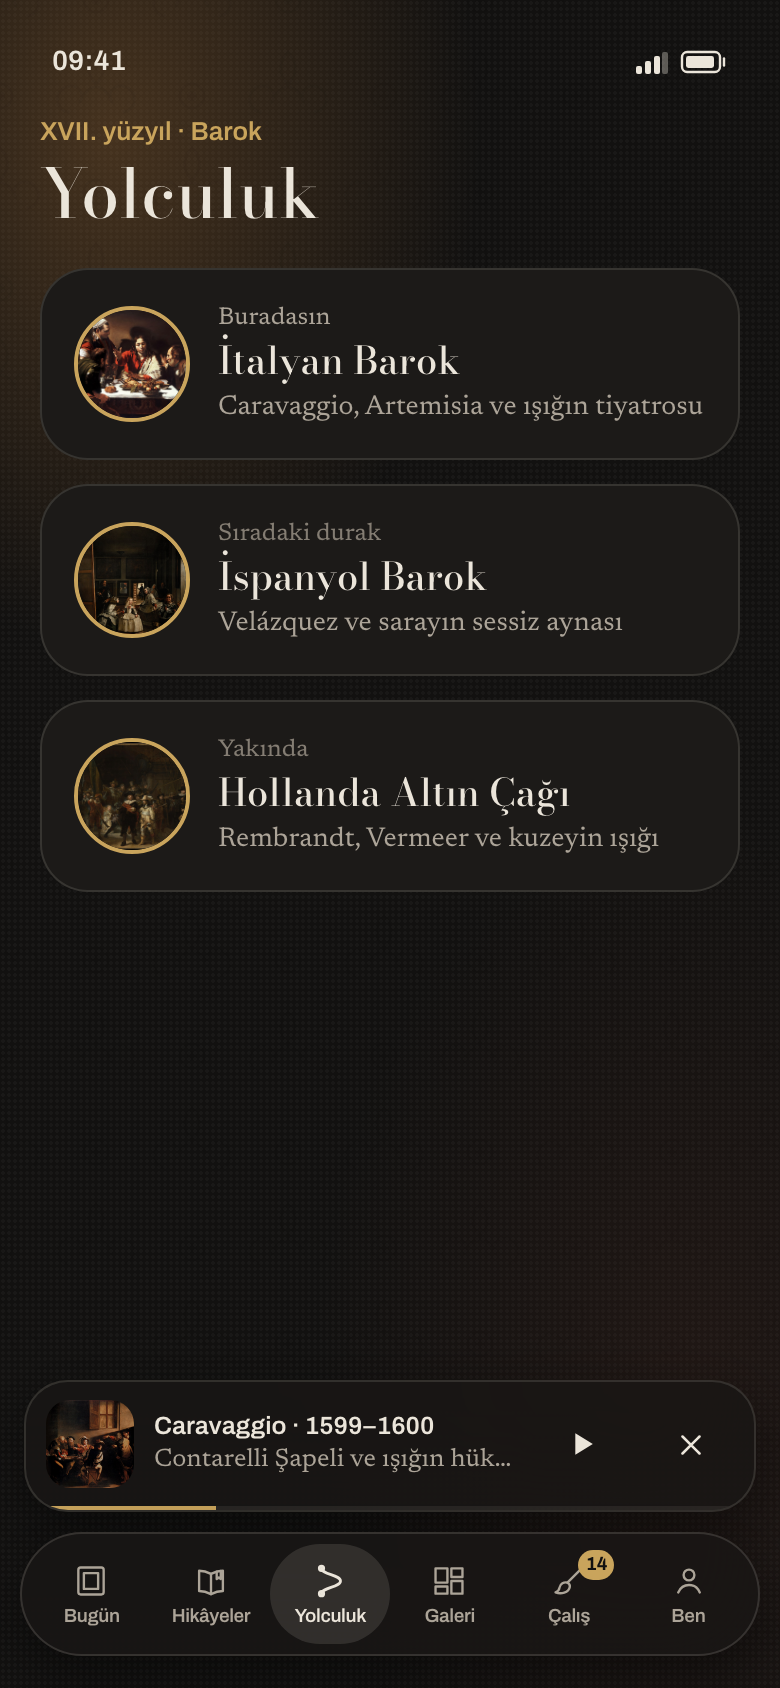 09:41
XVII. yüzyıl · Barok
Yolculuk
Buradasın
İtalyan Barok
Caravaggio, Artemisia ve ışığın tiyatrosu
Sıradaki durak
İspanyol Barok
Velázquez ve sarayın sessiz aynası
Yakında
Hollanda Altın Çağı
Rembrandt, Vermeer ve kuzeyin ışığı
Caravaggio · 1599–1600
Contarelli Şapeli ve ışığın hük...
14
Bugün
Hikâyeler
Yolculuk
Galeri
Çalış
Ben